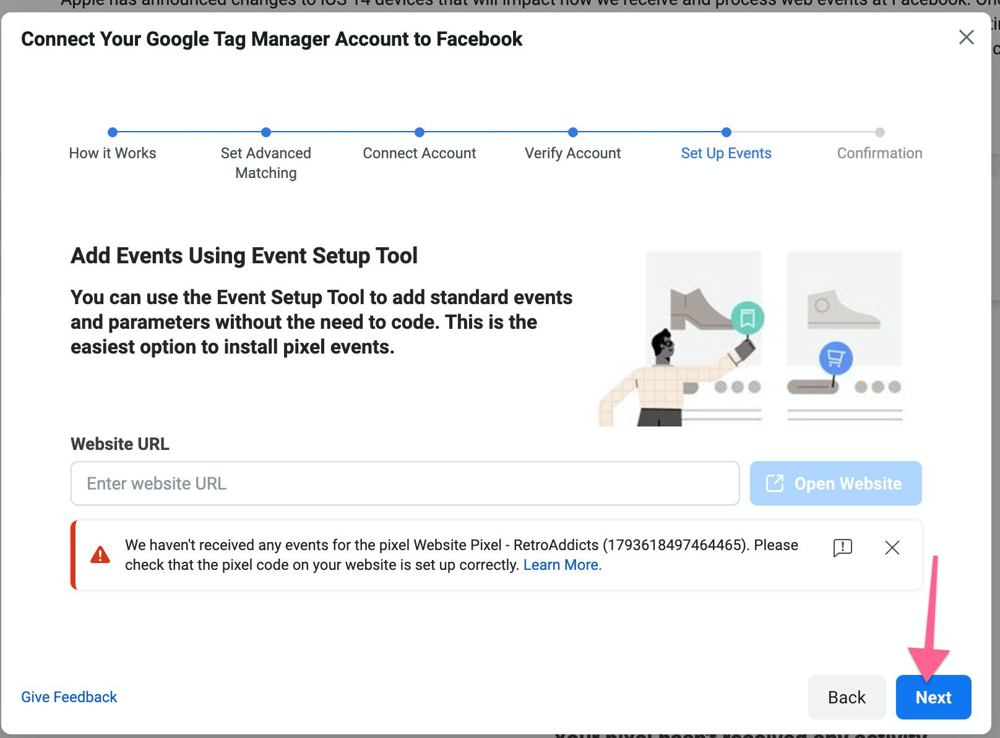 Apple has announced changes to iOS 14 devices that will impact how we receive and process web events at Facebook.
Connect Your Google Tag Manager Account to Facebook
How it Works
Set Advanced
Matching
Connect Account
Verify Account
Set Up Events
Confirmation
Add Events Using Event Setup Tool
You can use the Event Setup Tool to add standard events
and parameters without the need to code. This is the
easiest option to install pixel events.
Website URL
Enter website URL
Open Website
We haven't received any events for the pixel Website Pixel - RetroAddicts (1793618497464465). Please
check that the pixel code on your website is set up correctly. Learn More.
Give Feedback
Back
Next
Your pixel hasn't received any activity